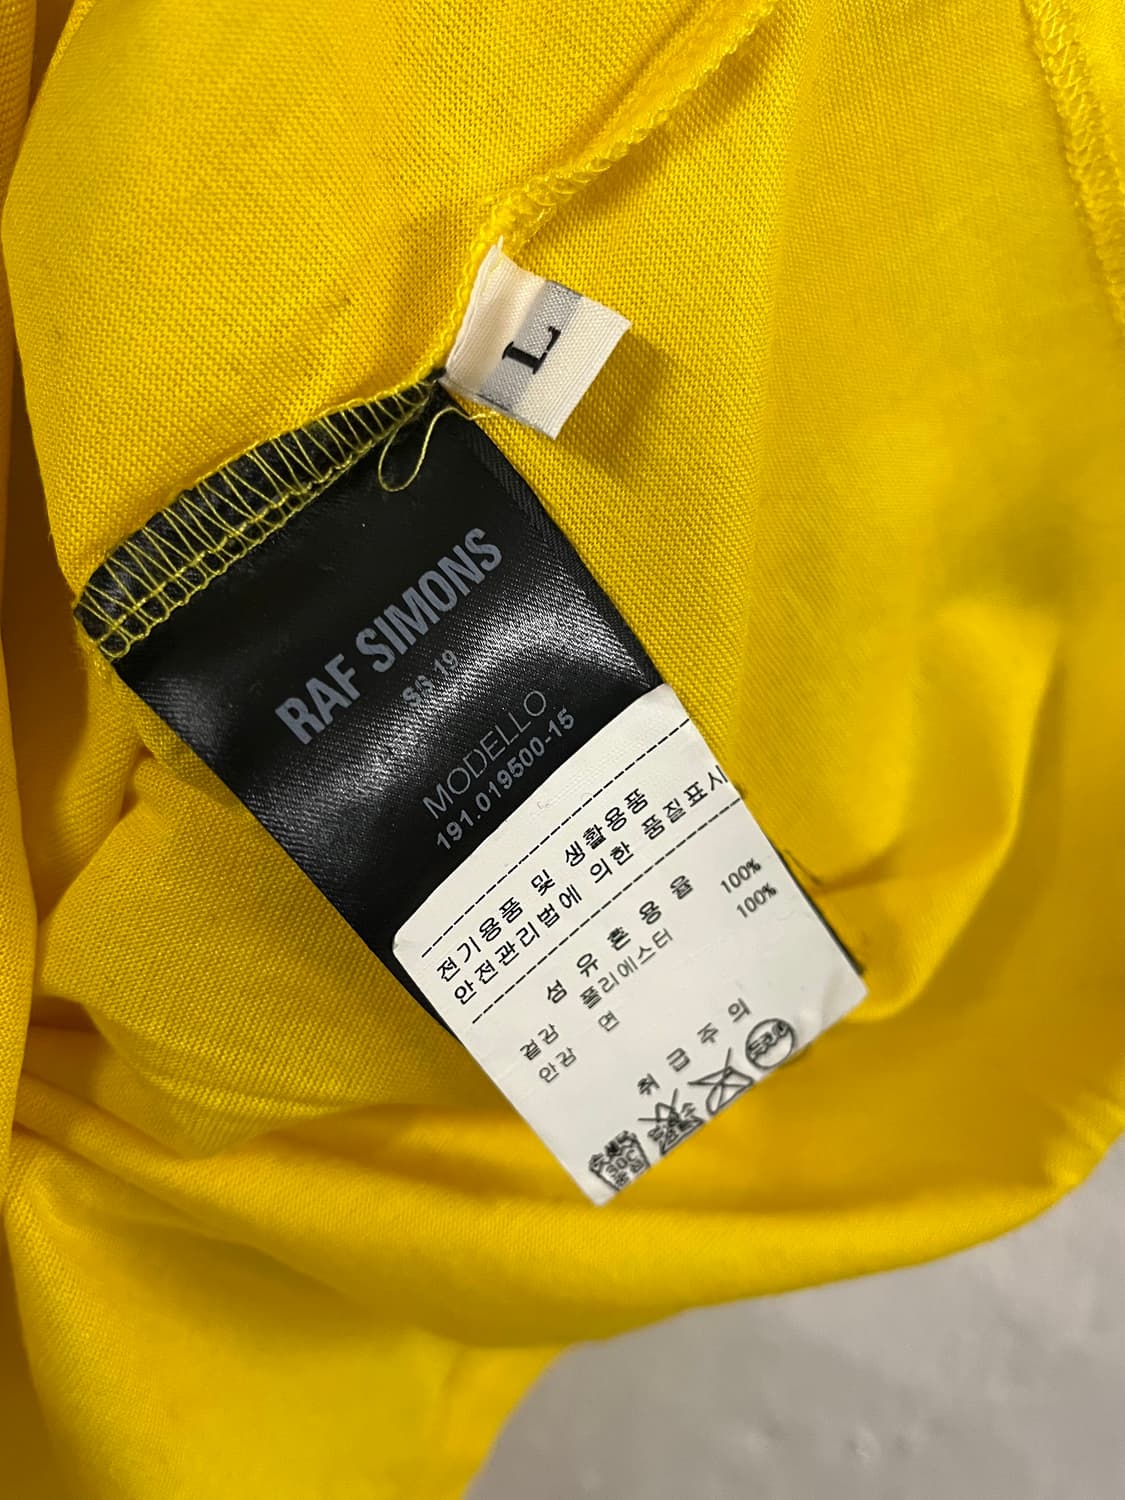 L
RAF SIMONS
SS 19
MODELLO
191.019500-15
전기용품 및 생활용품
안전관리법에 의한 품질표시
섬 유 혼 용 율
겉감 폴리에스터 100%
안감 면 100%
취 급 주 의
30℃